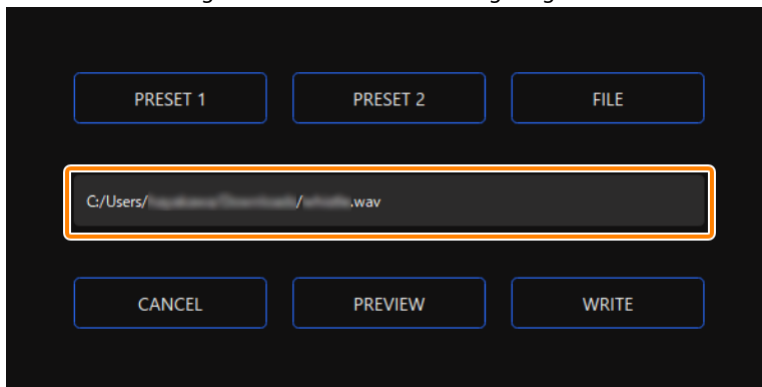 PRESET 1 PRESET 2 FILE
C:/Users/ / .wav
CANCEL PREVIEW WRITE